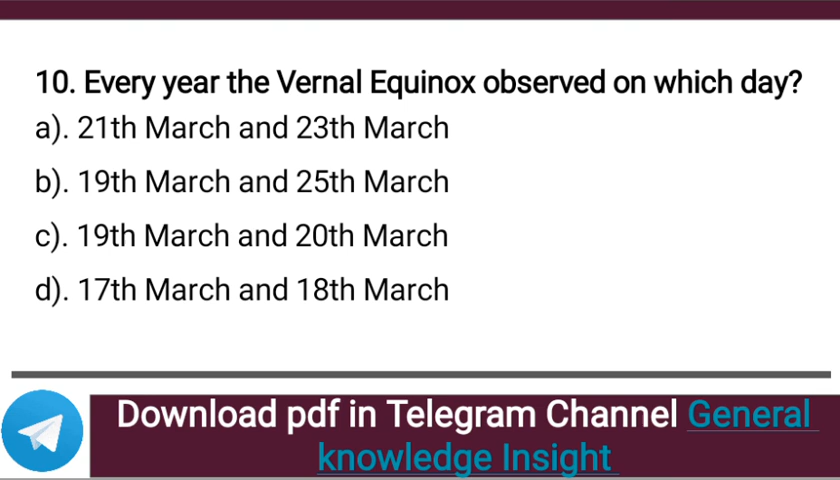 10. Every year the Vernal Equinox observed on which day?
a). 21th March and 23th March
b). 19th March and 25th March
c). 19th March and 20th March
d). 17th March and 18th March
Download pdf in Telegram Channel General
knowledge Insight